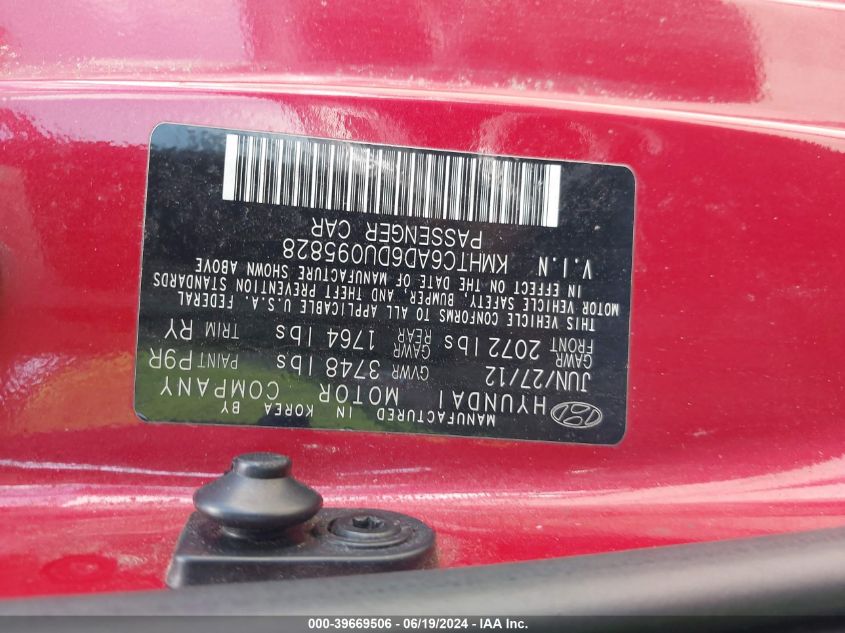 MANUFACTURED IN KOREA BY
HYUNDAI MOTOR COMPANY
JUN/27/12 GVWR 3748 lbs PAINT P9R
GAWR FRONT 2072 lbs GAWR REAR 1764 lbs TRIM RY
THIS VEHICLE CONFORMS TO ALL APPLICABLE U.S.A. FEDERAL
MOTOR VEHICLE SAFETY, BUMPER, AND THEFT PREVENTION STANDARDS
IN EFFECT ON THE DATE OF MANUFACTURE SHOWN ABOVE
V.I.N KMHTC6AD6DU095828
PASSENGER CAR
000-39669506 - 06/19/2024 - IAA Inc.